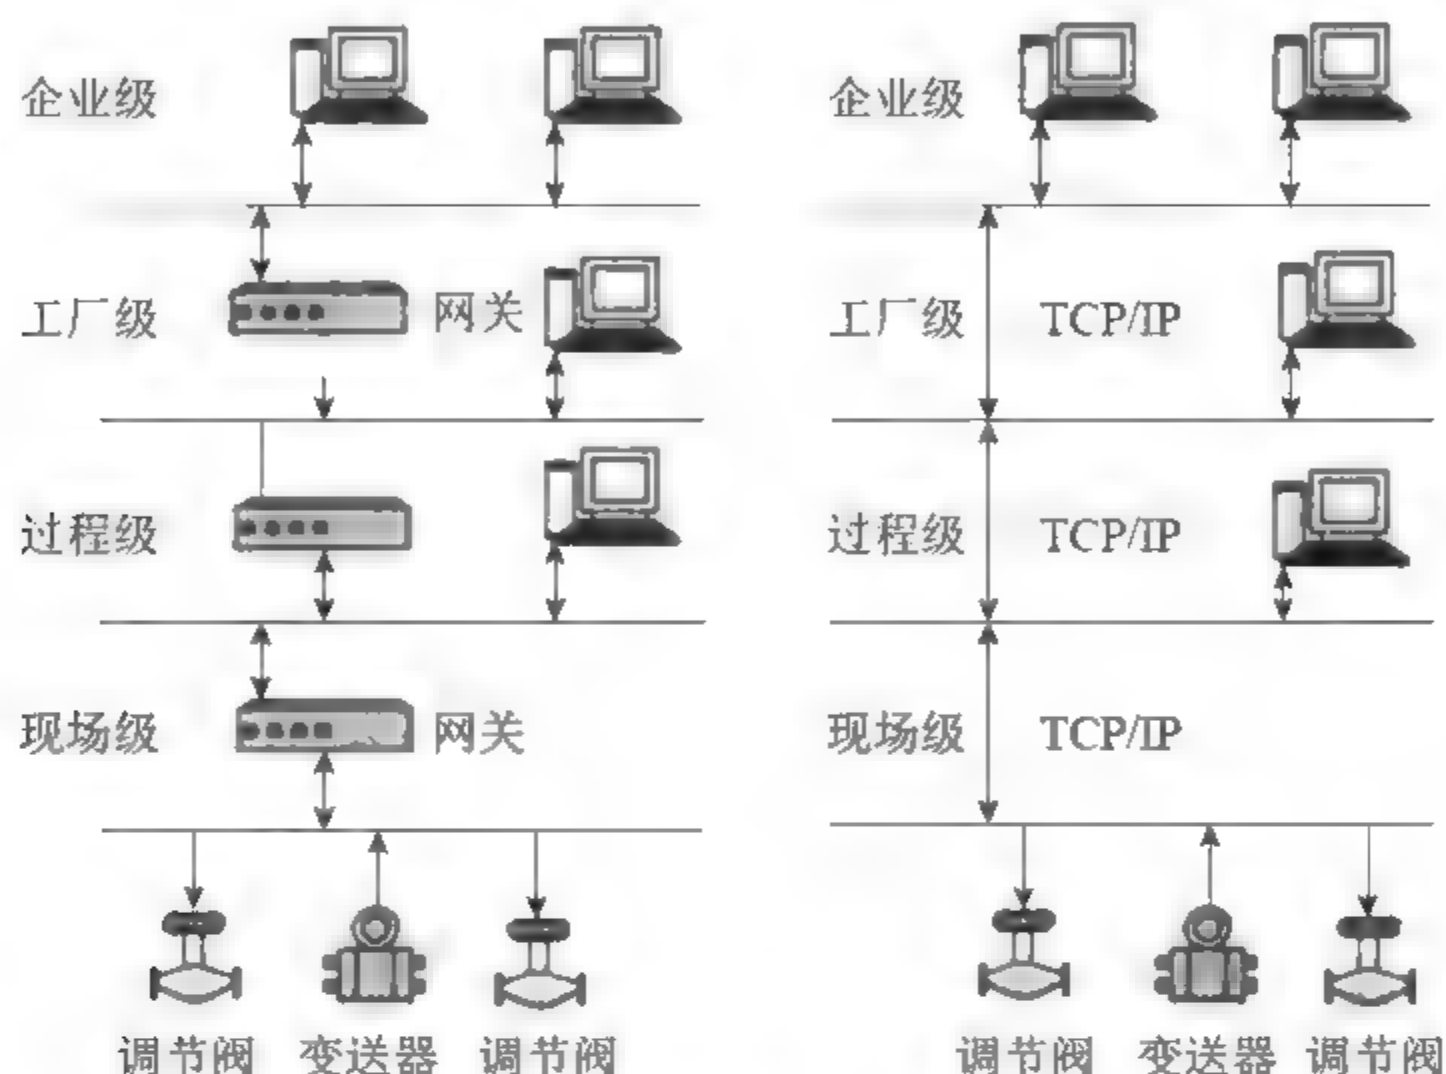 企业级
企业级
工厂级 网关
工厂级 TCP/IP
过程级
过程级 TCP/IP
现场级 网关
现场级 TCP/IP
调节阀 变送器 调节阀
调节阀 变送器 调节阀